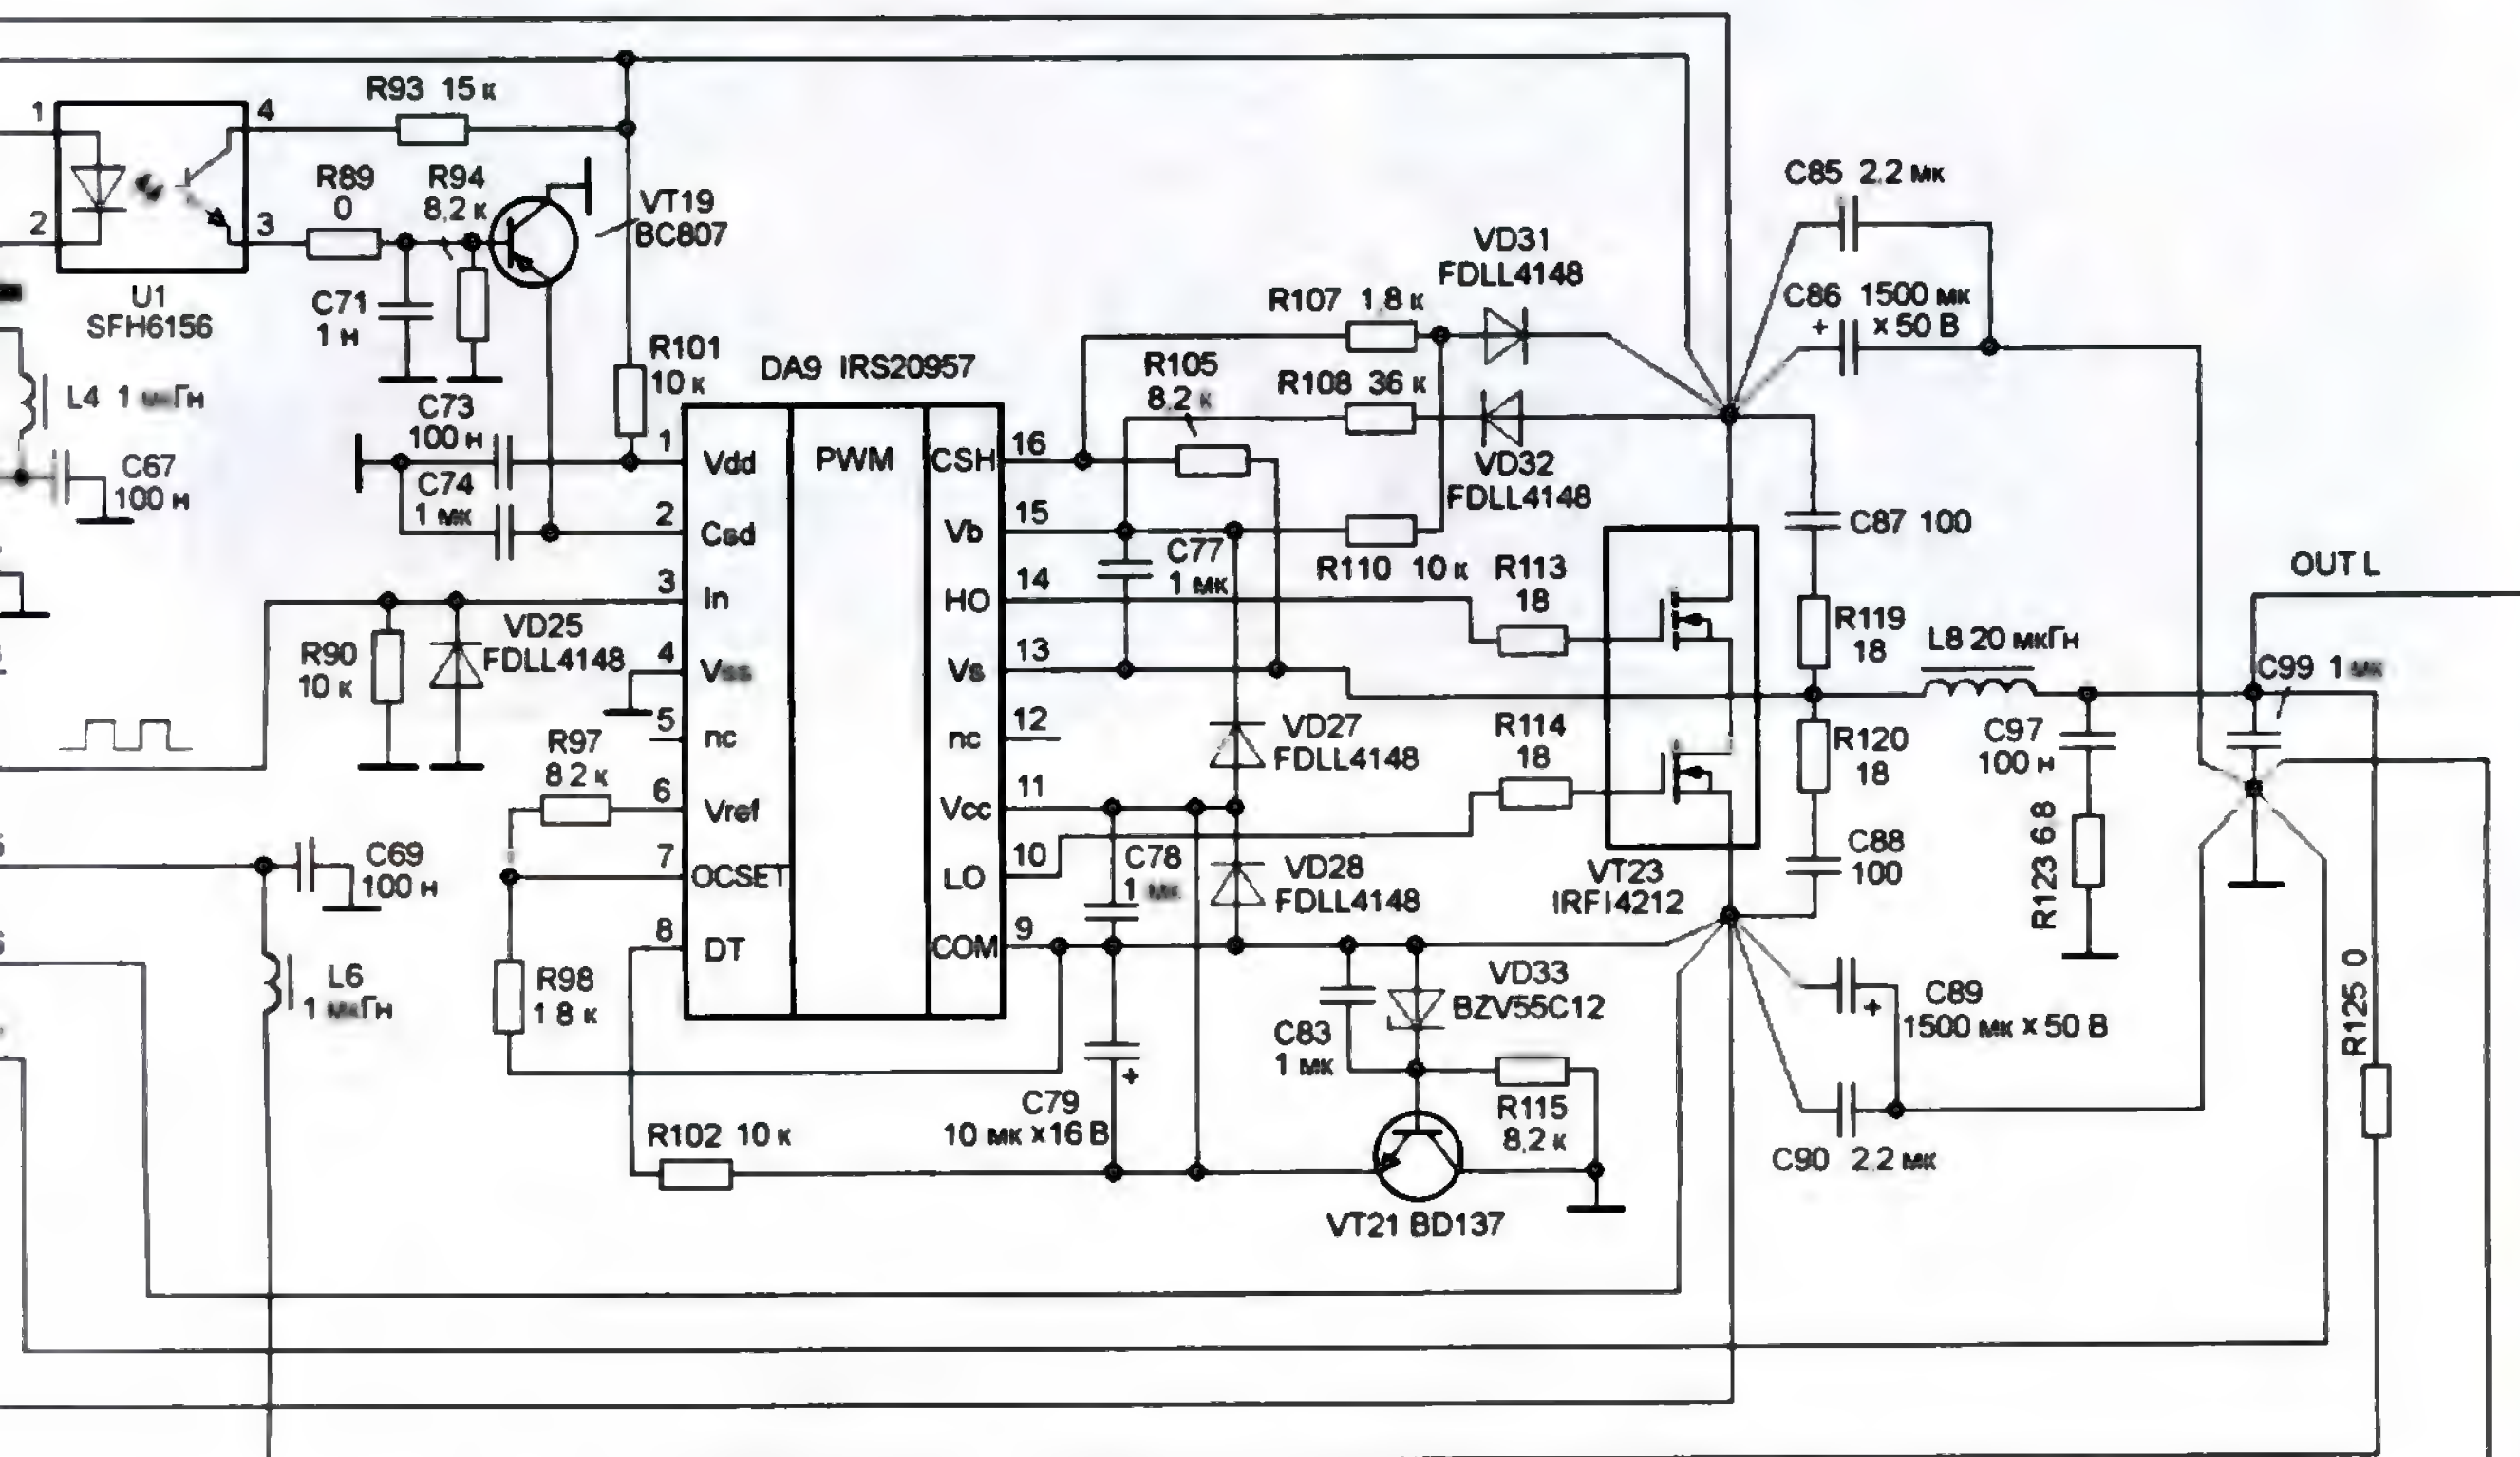 R93 15 к
1
4
R89
0
R94
8,2 к
VT19
BC807
2
3
U1
SFH6156
C71
1 н
L4 1
C67
100 н
C73
100 н
C74
1 мк
R101
10 к
DA9 IRS20957
1
Vdd
PWM
CSH
16
2
Csd
Vb
15
3
In
HO
14
4
Vss
Vs
13
5
nc
nc
12
6
Vref
Vcc
11
7
OCSET
LO
10
8
DT
COM
9
R90
10 к
VD25
FDLL4148
R97
8 2 к
C69
100 н
L6
R98
1 8 к
R102 10 к
R107 1,8 к
VD31
FDLL4148
R105
8.2 к
R108 36 к
VD32
FDLL4148
C77
1 мк
R110 10 к
R113
18
VD27
FDLL4148
R114
18
C78
1
VD28
FDLL4148
VT23
IRFI4212
C79
10 мк х16 В
C83
1 мк
VD33
BZV55C12
R115
8,2 к
VT21 BD137
C85 2.2 мк
C86 1500 мк
+ х 50 В
C87 100
R119
18
L8 20 мкГн
OUT L
C99 1
R120
18
C97
100 н
C88
100
R123 6 8
+
C89
1500 мк х 50 В
C90 2.2 мк
R125 0
+